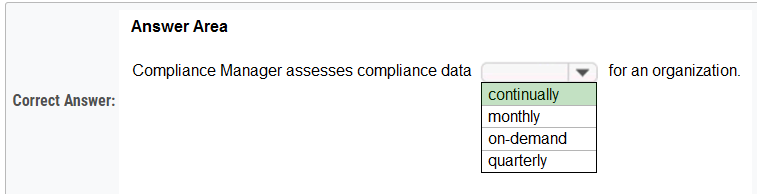 Answer Area
Compliance Manager assesses compliance data for an organization.
Correct Answer:
continually
monthly
on-demand
quarterly